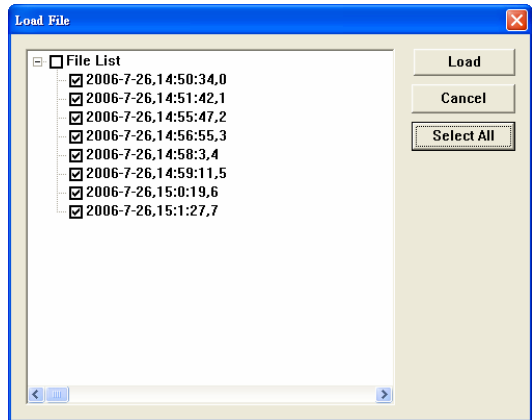 Load File
File List
2006-7-26,14:50:34,0
2006-7-26,14:51:42,1
2006-7-26,14:55:47,2
2006-7-26,14:56:55,3
2006-7-26,14:58:3,4
2006-7-26,14:59:11,5
2006-7-26,15:0:19,6
2006-7-26,15:1:27,7
Load
Cancel
Select All